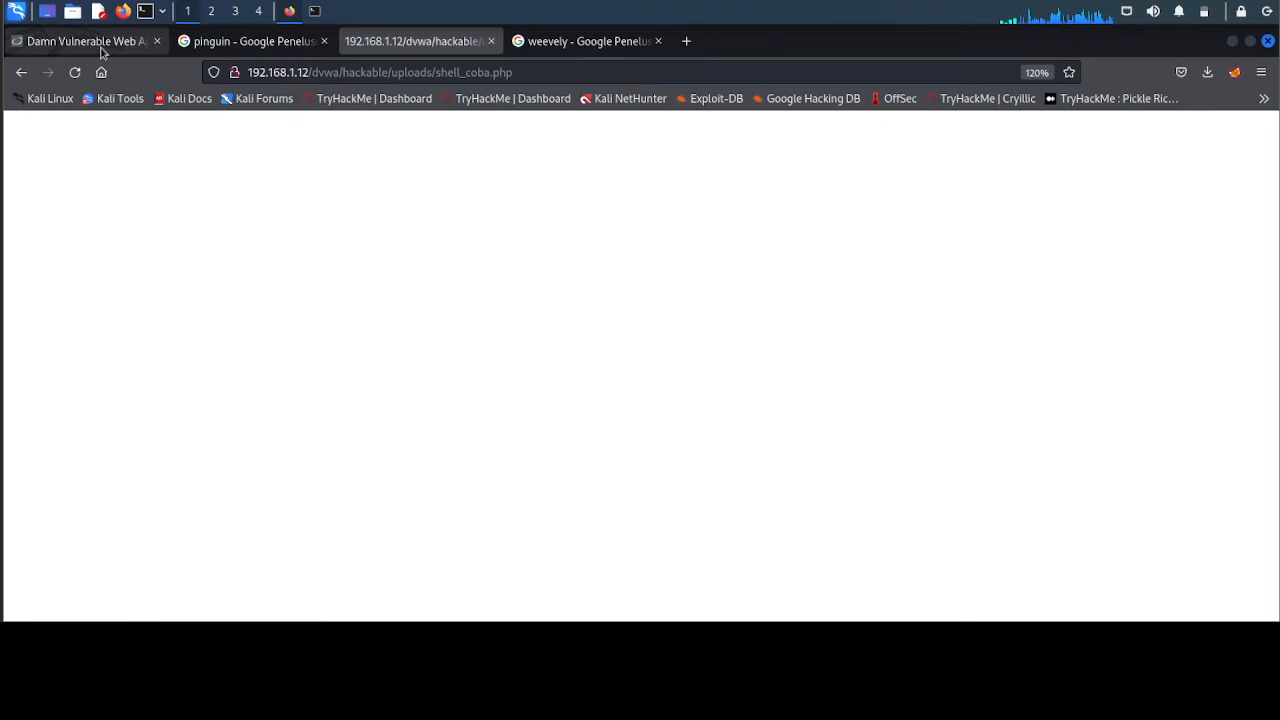 1 2 3 4
Damn Vulnerable Web A pinguin - Google Penelus 192.168.1.12/dvwa/hackable/ weevely - Google Penelus
192.168.1.12/dvwa/hackable/uploads/shell_coba.php 120%
Kali Linux Kali Tools Kali Docs Kali Forums TryHackMe | Dashboard TryHackMe | Dashboard Kali NetHunter Exploit-DB Google Hacking DB OffSec TryHackMe | Cryillic TryHackMe : Pickle Ric...